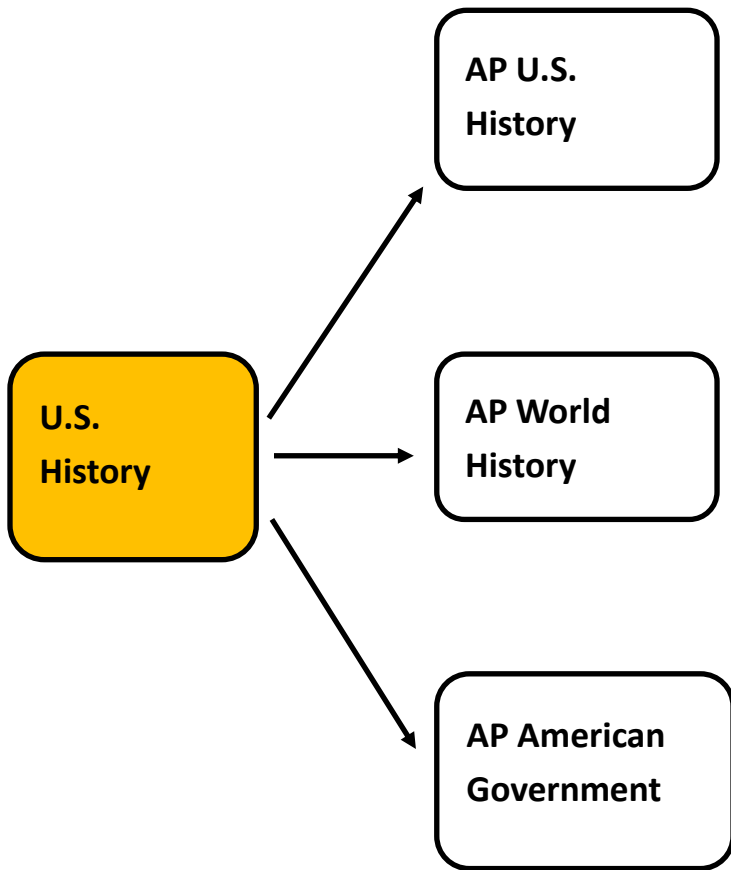 AP U.S.
History
U.S.
History
AP World
History
AP American
Government